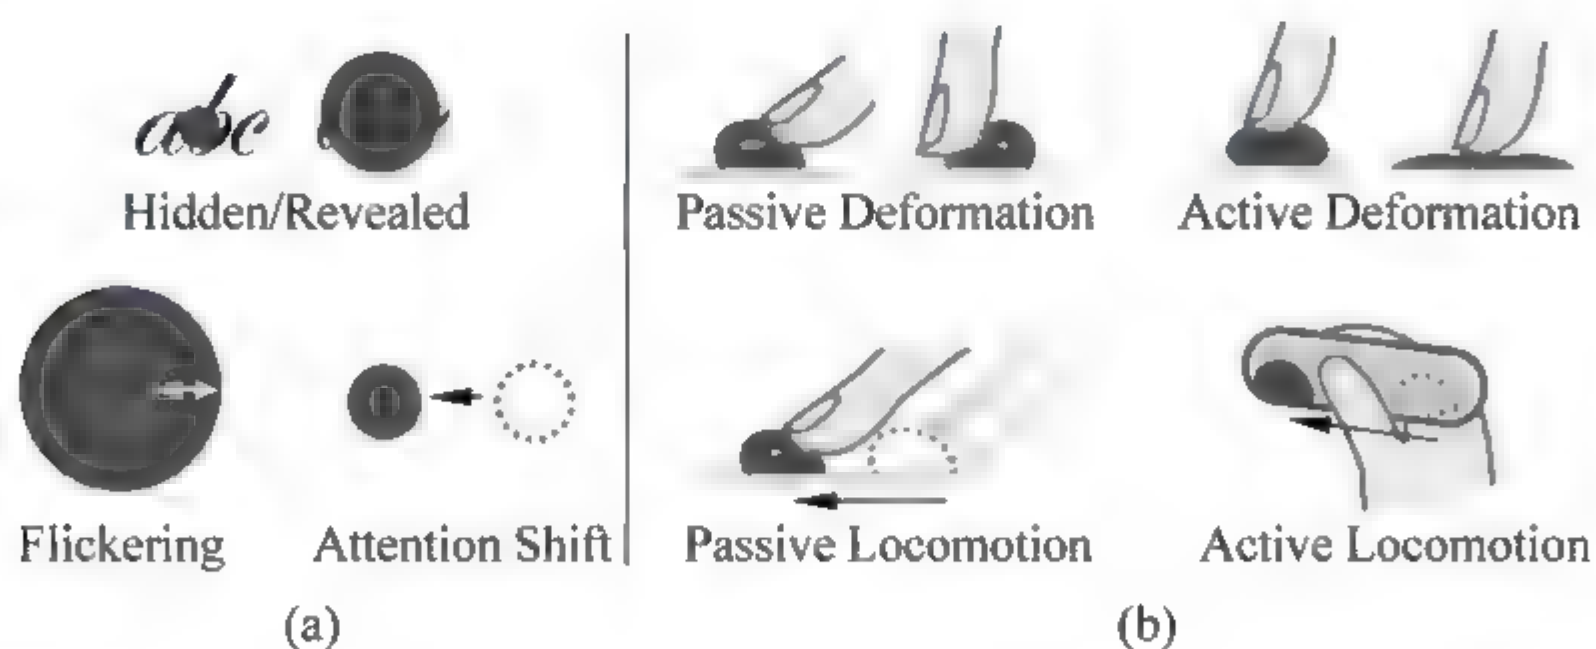 abc
Hidden/Revealed
Flickering
Attention Shift
(a)
Passive Deformation
Active Deformation
Passive Locomotion
Active Locomotion
(b)